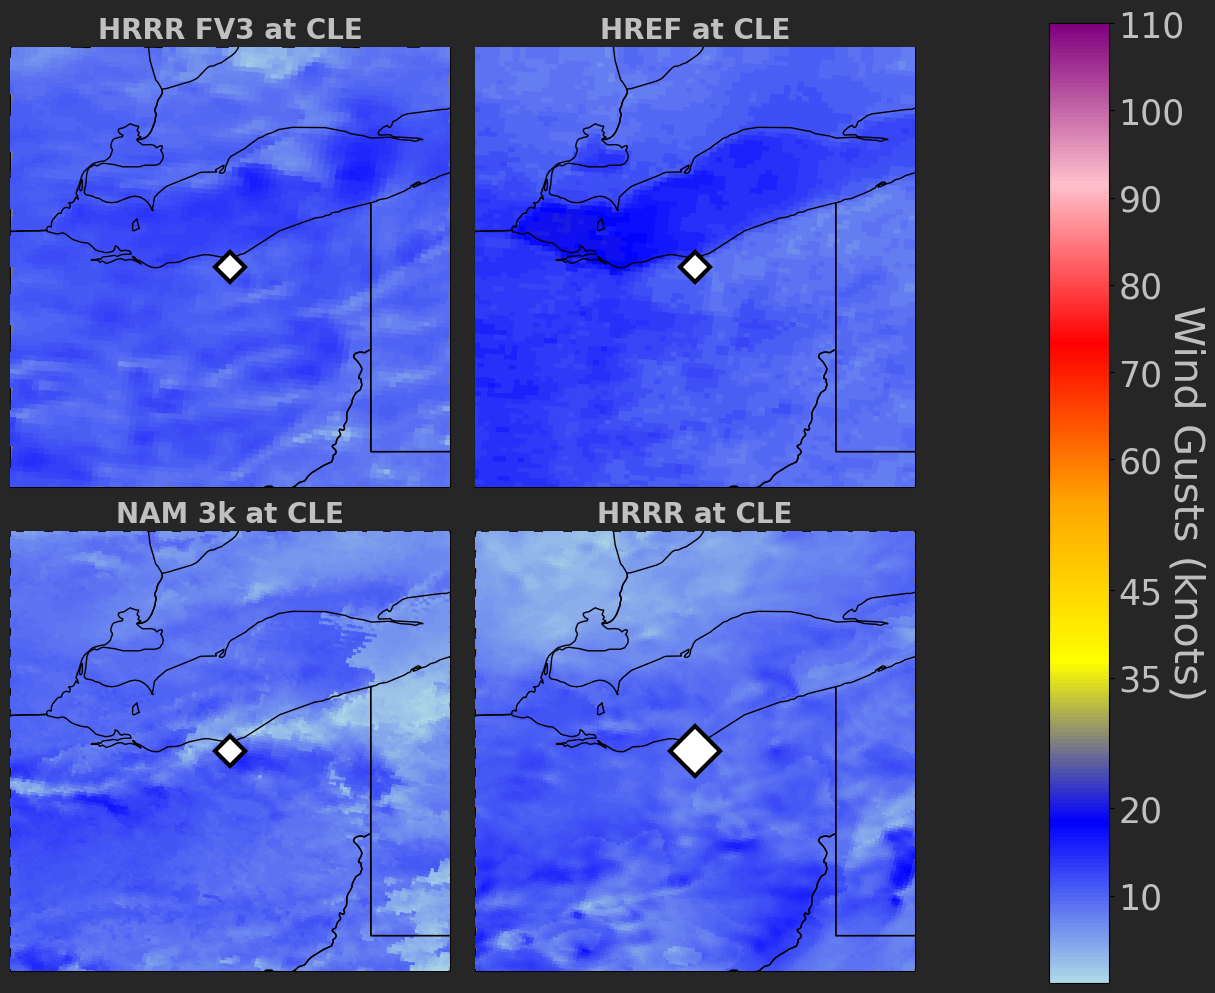 HRRR FV3 at CLE
HREF at CLE
NAM 3k at CLE
HRRR at CLE
110
100
90
80
70
60
45
35
20
10
Wind Gusts (knots)